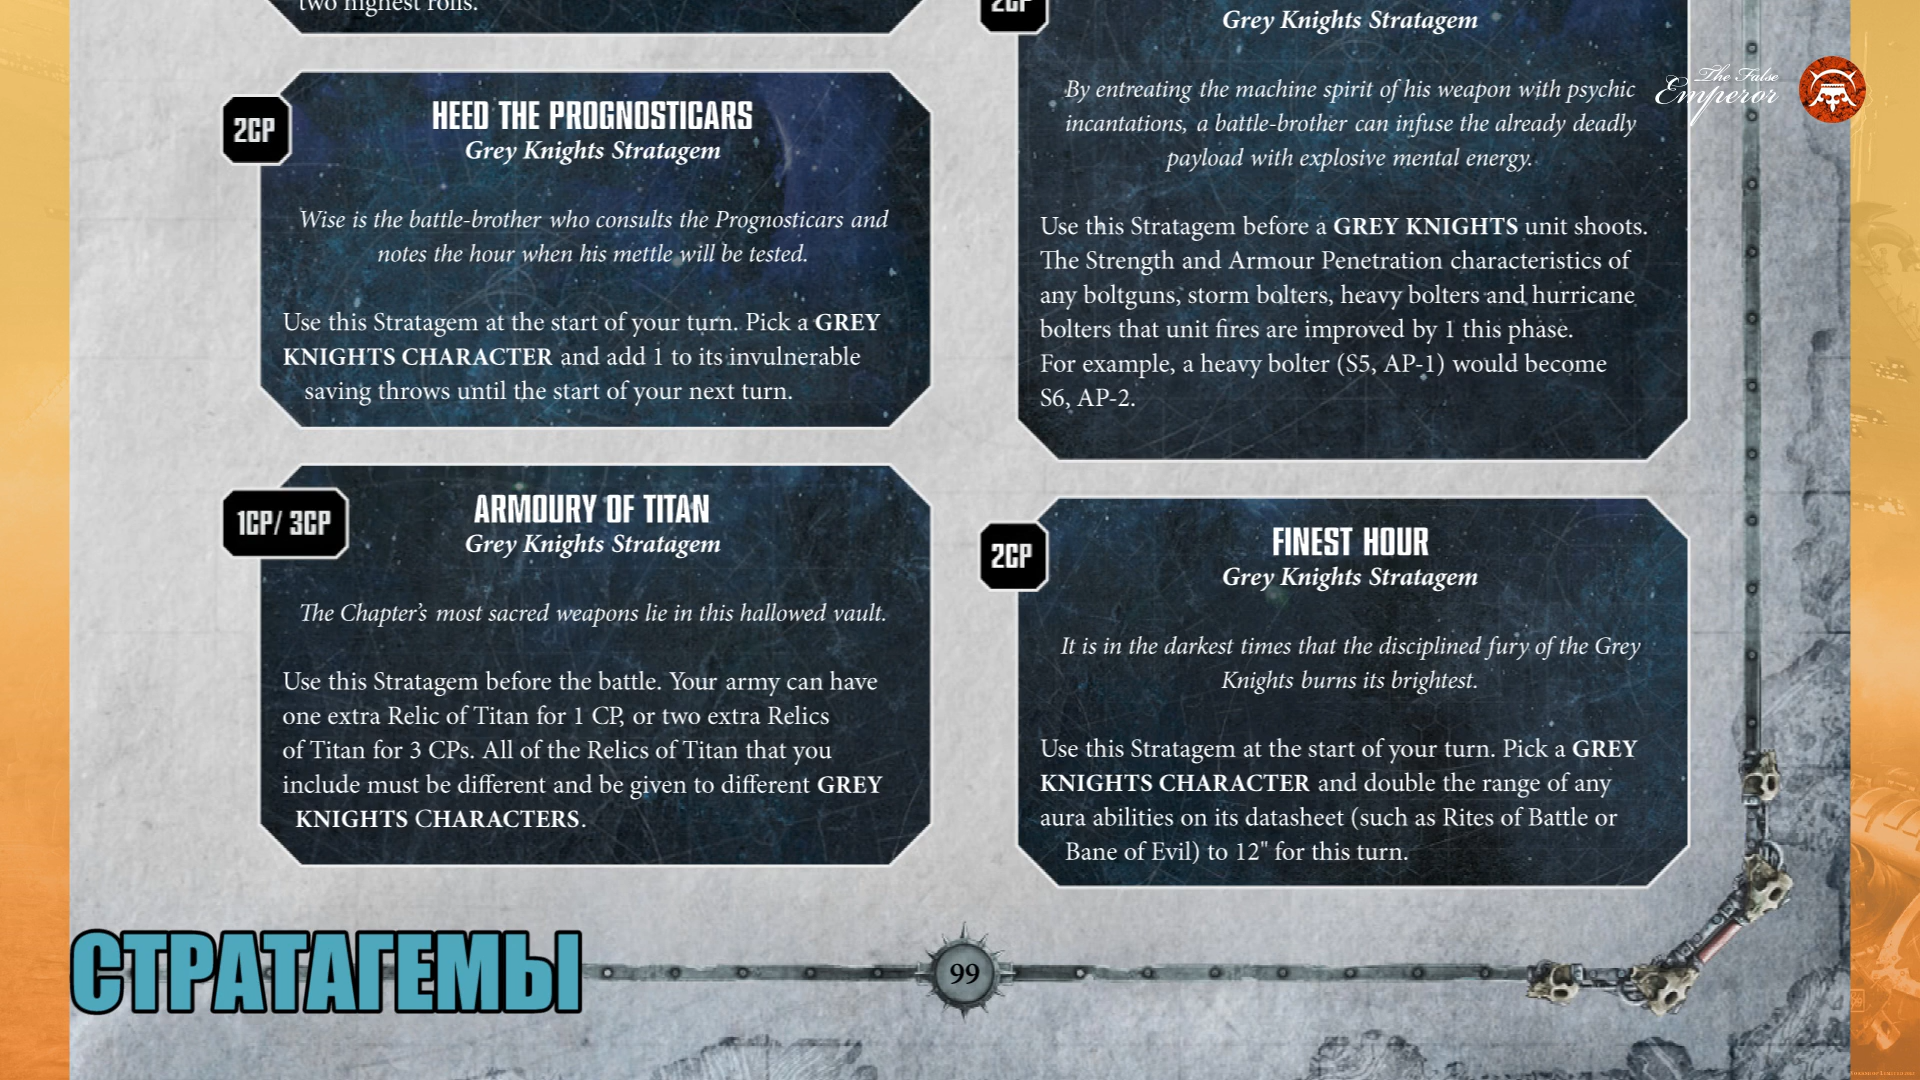 two highest rolls.
2CP
HEED THE PROGNOSTICARS
Grey Knights Stratagem
Wise is the battle-brother who consults the Prognosticars and
notes the hour when his mettle will be tested.
Use this Stratagem at the start of your turn. Pick a GREY
KNIGHTS CHARACTER and add 1 to its invulnerable
saving throws until the start of your next turn.
1CP/ 3CP
ARMOURY OF TITAN
Grey Knights Stratagem
The Chapter's most sacred weapons lie in this hallowed vault.
Use this Stratagem before the battle. Your army can have
one extra Relic of Titan for 1 CP, or two extra Relics
of Titan for 3 CPs. All of the Relics of Titan that you
include must be different and be given to different GREY
KNIGHTS CHARACTERS.
2CP
Grey Knights Stratagem
By entreating the machine spirit of his weapon with psychic
incantations, a battle-brother can infuse the already deadly
payload with explosive mental energy.
Use this Stratagem before a GREY KNIGHTS unit shoots.
The Strength and Armour Penetration characteristics of
any boltguns, storm bolters, heavy bolters and hurricane
bolters that unit fires are improved by 1 this phase.
For example, a heavy bolter (S5, AP-1) would become
S6, AP-2.
2CP
FINEST HOUR
Grey Knights Stratagem
It is in the darkest times that the disciplined fury of the Grey
Knights burns its brightest.
Use this Stratagem at the start of your turn. Pick a GREY
KNIGHTS CHARACTER and double the range of any
aura abilities on its datasheet (such as Rites of Battle or
Bane of Evil) to 12" for this turn.
The False
Emperor
СТРАТАГЕМЫ
99